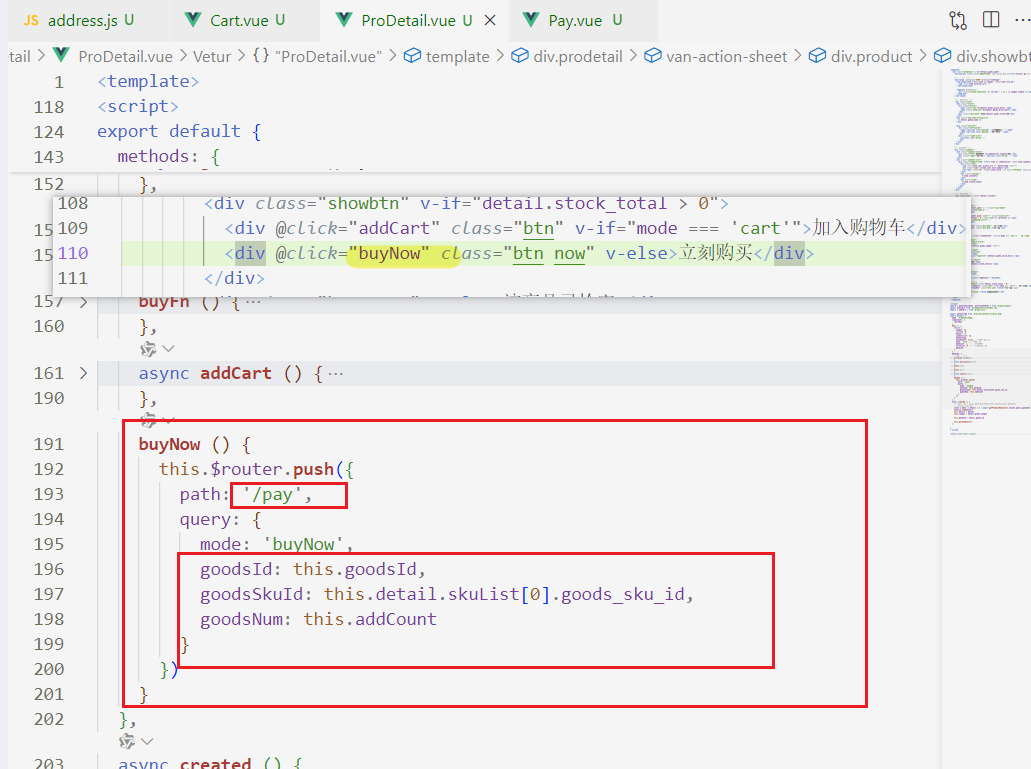 JS address.js U Cart.vue U ProDetail.vue U Pay.vue U
tail > ProDetail.vue > Vetur > {} "ProDetail.vue" > template > div.prodetail > van-action-sheet > div.product > div.showbt
1 <template>
118 <script>
124 export default {
143 methods: {
152 },
108 <div class="showbtn" v-if="detail.stock_total > 0">
109 <div @click="addCart" class="btn" v-if="mode === 'cart'">加入购物车</div>
110 <div @click="buyNow" class="btn now" v-else>立刻购买</div>
111 </div>
157 buyFn () { ···
160 },
161 async addCart () { ···
190 },
191 buyNow () {
192 this.$router.push({
193 path: '/pay',
194 query: {
195 mode: 'buyNow',
196 goodsId: this.goodsId,
197 goodsSkuId: this.detail.skuList[0].goods_sku_id,
198 goodsNum: this.addCount
199 }
200 })
201 }
202 },
203 async created () {